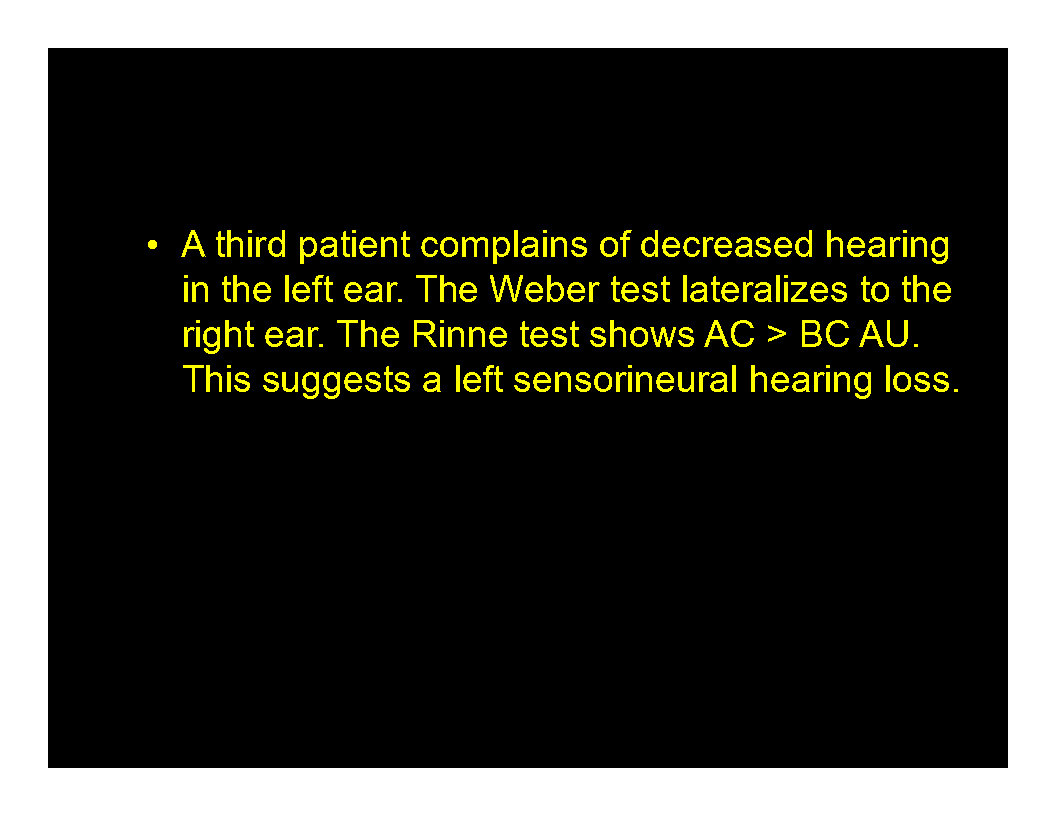 • A third patient complains of decreased hearing
in the left ear. The Weber test lateralizes to the
right ear. The Rinne test shows AC > BC AU.
This suggests a left sensorineural hearing loss.